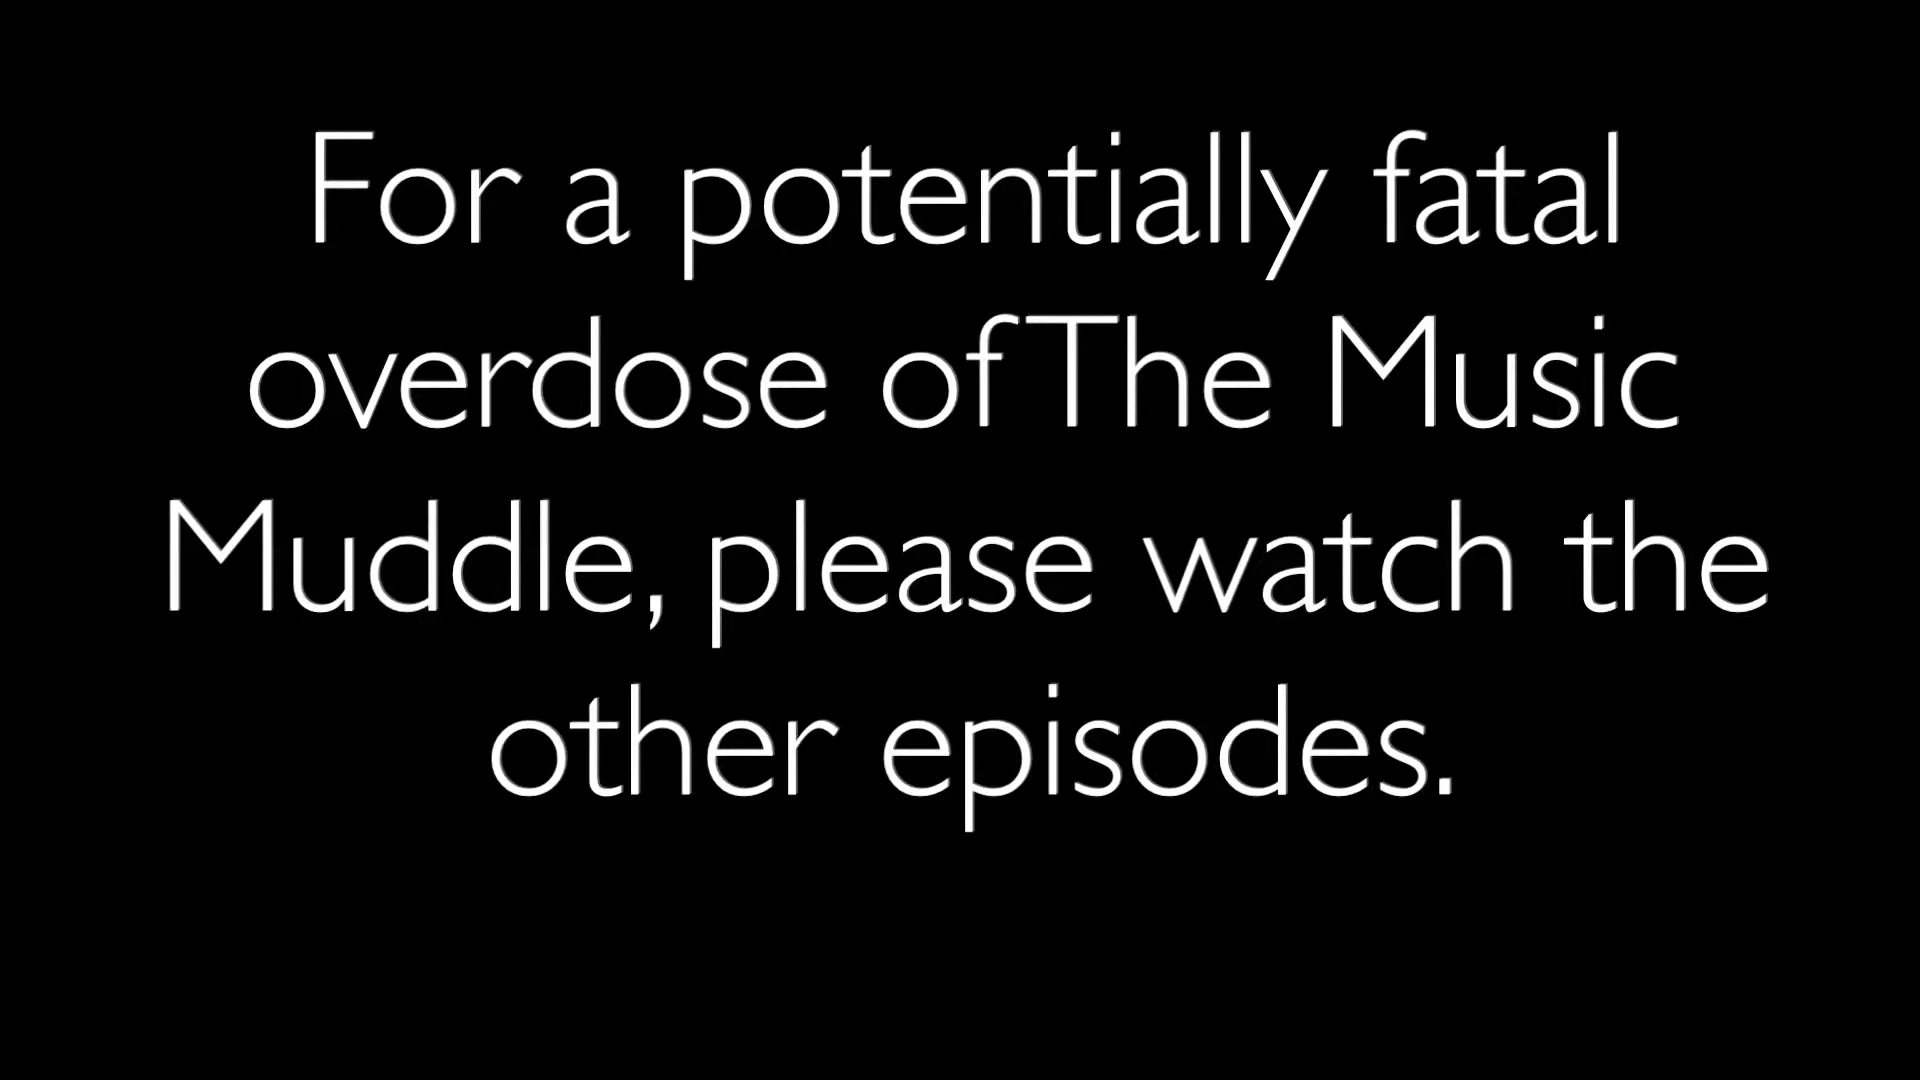 For a potentially fatal
overdose of The Music
Muddle, please watch the
other episodes.